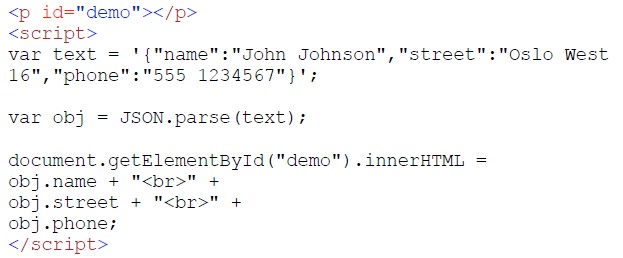 <p id="demo"></p>
<script>
var text = '{"name":"John Johnson","street":"Oslo West
16","phone":"555 1234567"}';
var obj = JSON.parse(text);
document.getElementById("demo").innerHTML =
obj.name + "<br>" +
obj.street + "<br>" +
obj.phone;
</script>